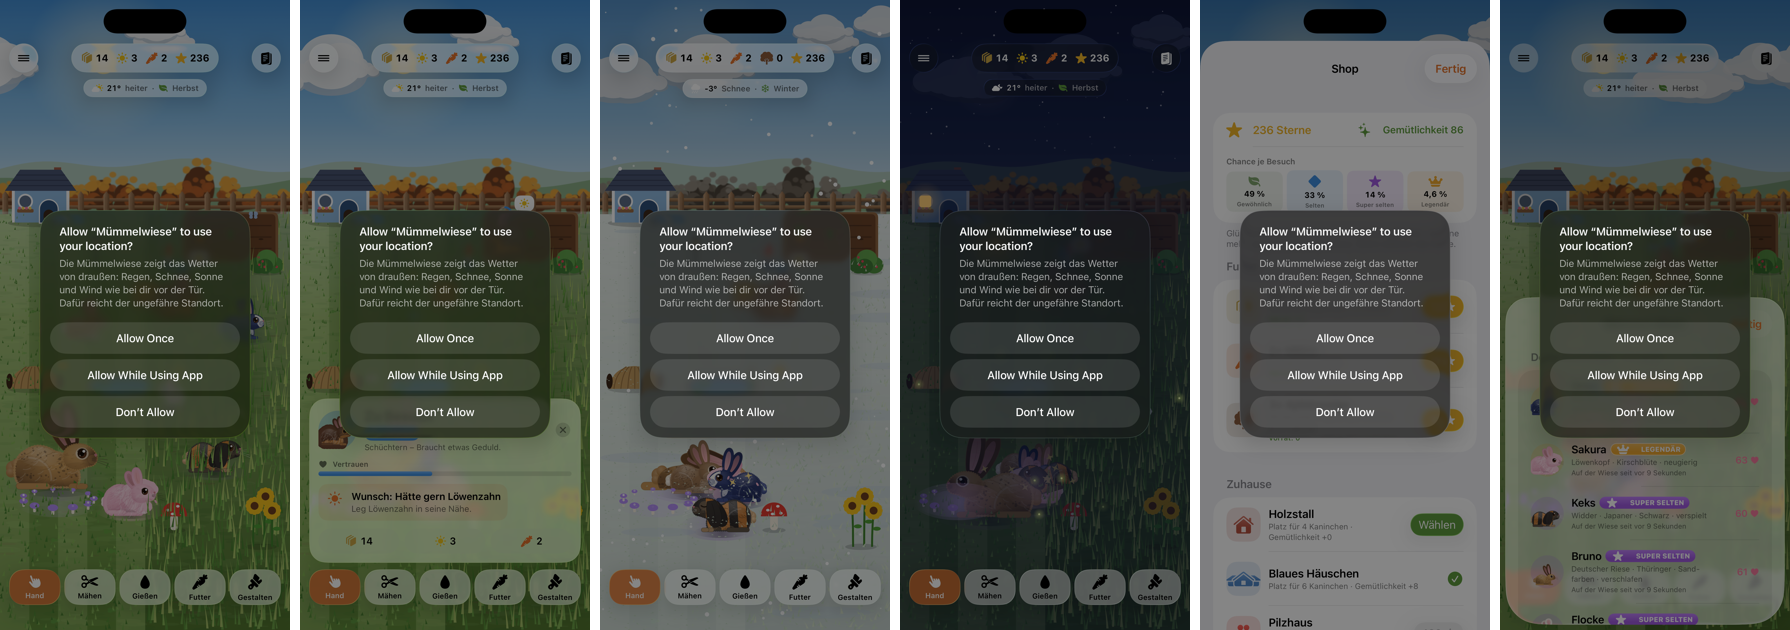 14 3 2 236
21° heiter · Herbst
Allow “Mümmelwiese” to use
your location?
Die Mümmelwiese zeigt das Wetter
von draußen: Regen, Schnee, Sonne
und Wind wie bei dir vor der Tür.
Dafür reicht der ungefähre Standort.
Allow Once
Allow While Using App
Don’t Allow
Hand Mähen Gießen Futter Gestalten
14 3 2 236
21° heiter · Herbst
Allow “Mümmelwiese” to use
your location?
Die Mümmelwiese zeigt das Wetter
von draußen: Regen, Schnee, Sonne
und Wind wie bei dir vor der Tür.
Dafür reicht der ungefähre Standort.
Allow Once
Allow While Using App
Don’t Allow
Schüchtern – Braucht etwas Geduld.
Vertrauen
Wunsch: Hätte gern Löwenzahn
Leg Löwenzahn in seine Nähe.
14 3 2
Hand Mähen Gießen Futter Gestalten
14 3 2 0 236
-3° Schnee · Winter
Allow “Mümmelwiese” to use
your location?
Die Mümmelwiese zeigt das Wetter
von draußen: Regen, Schnee, Sonne
und Wind wie bei dir vor der Tür.
Dafür reicht der ungefähre Standort.
Allow Once
Allow While Using App
Don’t Allow
Hand Mähen Gießen Futter Gestalten
14 3 2 236
21° heiter · Herbst
Allow “Mümmelwiese” to use
your location?
Die Mümmelwiese zeigt das Wetter
von draußen: Regen, Schnee, Sonne
und Wind wie bei dir vor der Tür.
Dafür reicht der ungefähre Standort.
Allow Once
Allow While Using App
Don’t Allow
Hand Mähen Gießen Futter Gestalten
Shop Fertig
236 Sterne Gemütlichkeit 86
Chance je Besuch
49 % 33 % 14 % 4,6 %
Gewöhnlich Selten Super selten Legendär
Allow “Mümmelwiese” to use
your location?
Die Mümmelwiese zeigt das Wetter
von draußen: Regen, Schnee, Sonne
und Wind wie bei dir vor der Tür.
Dafür reicht der ungefähre Standort.
Allow Once
Allow While Using App
Don’t Allow
Zuhause
Holzstall
Platz für 4 Kaninchen ·
Gemütlichkeit +0
Wählen
Blaues Häuschen
Platz für 6 Kaninchen · Gemütlichkeit +8
Pilzhaus
14 3 2 236
21° heiter · Herbst
Allow “Mümmelwiese” to use
your location?
Die Mümmelwiese zeigt das Wetter
von draußen: Regen, Schnee, Sonne
und Wind wie bei dir vor der Tür.
Dafür reicht der ungefähre Standort.
Allow Once
Allow While Using App
Don’t Allow
Sakura LEGENDÄR
Löwenkopf · Kirschblüte · neugierig
Auf der Wiese seit vor 9 Sekunden
63
Keks SUPER SELTEN
Widder · Japaner · Schwarz · verspielt
Auf der Wiese seit vor 9 Sekunden
60
Bruno SUPER SELTEN
Deutscher Riese · Thüringer · Sand-
farben · verschlafen
Auf der Wiese seit vor 9 Sekunden
61
Flocke SUPER SELTEN